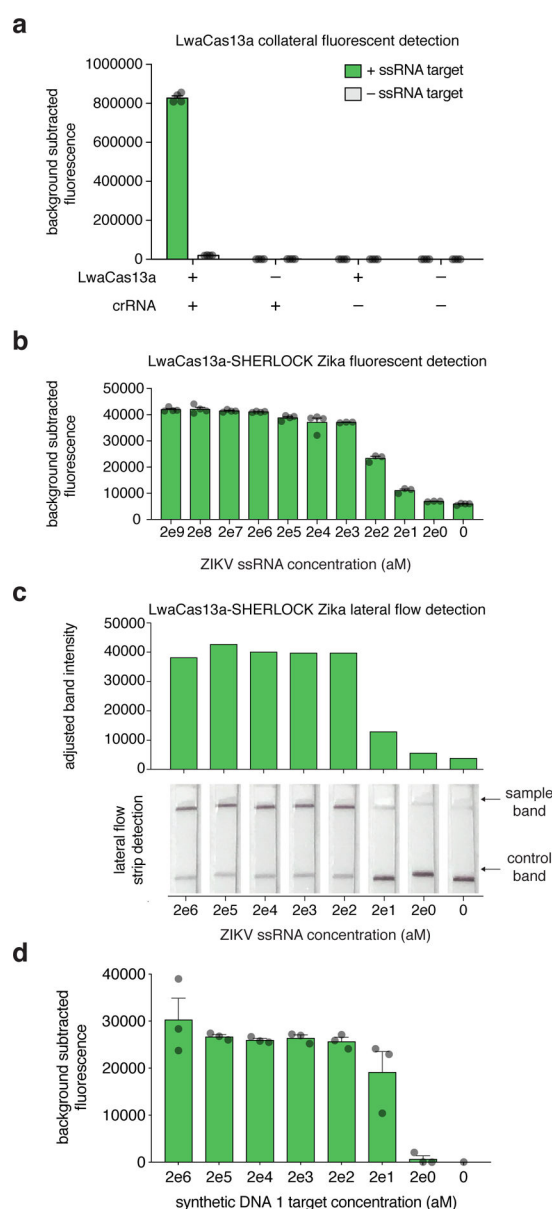 a
LwaCas13a collateral fluorescent detection
background subtracted
fluorescence
1000000
800000
600000
400000
200000
0
+ ssRNA target
– ssRNA target
LwaCas13a + – + –
crRNA + + – –
b
LwaCas13a-SHERLOCK Zika fluorescent detection
background subtracted
fluorescence
50000
40000
30000
20000
10000
0
2e9 2e8 2e7 2e6 2e5 2e4 2e3 2e2 2e1 2e0 0
ZIKV ssRNA concentration (aM)
c
LwaCas13a-SHERLOCK Zika lateral flow detection
adjusted band intensity
50000
40000
30000
20000
10000
0
lateral flow
strip detection
sample
band
control
band
2e6 2e5 2e4 2e3 2e2 2e1 2e0 0
ZIKV ssRNA concentration (aM)
d
background subtracted
fluorescence
40000
30000
20000
10000
0
2e6 2e5 2e4 2e3 2e2 2e1 2e0 0
synthetic DNA 1 target concentration (aM)